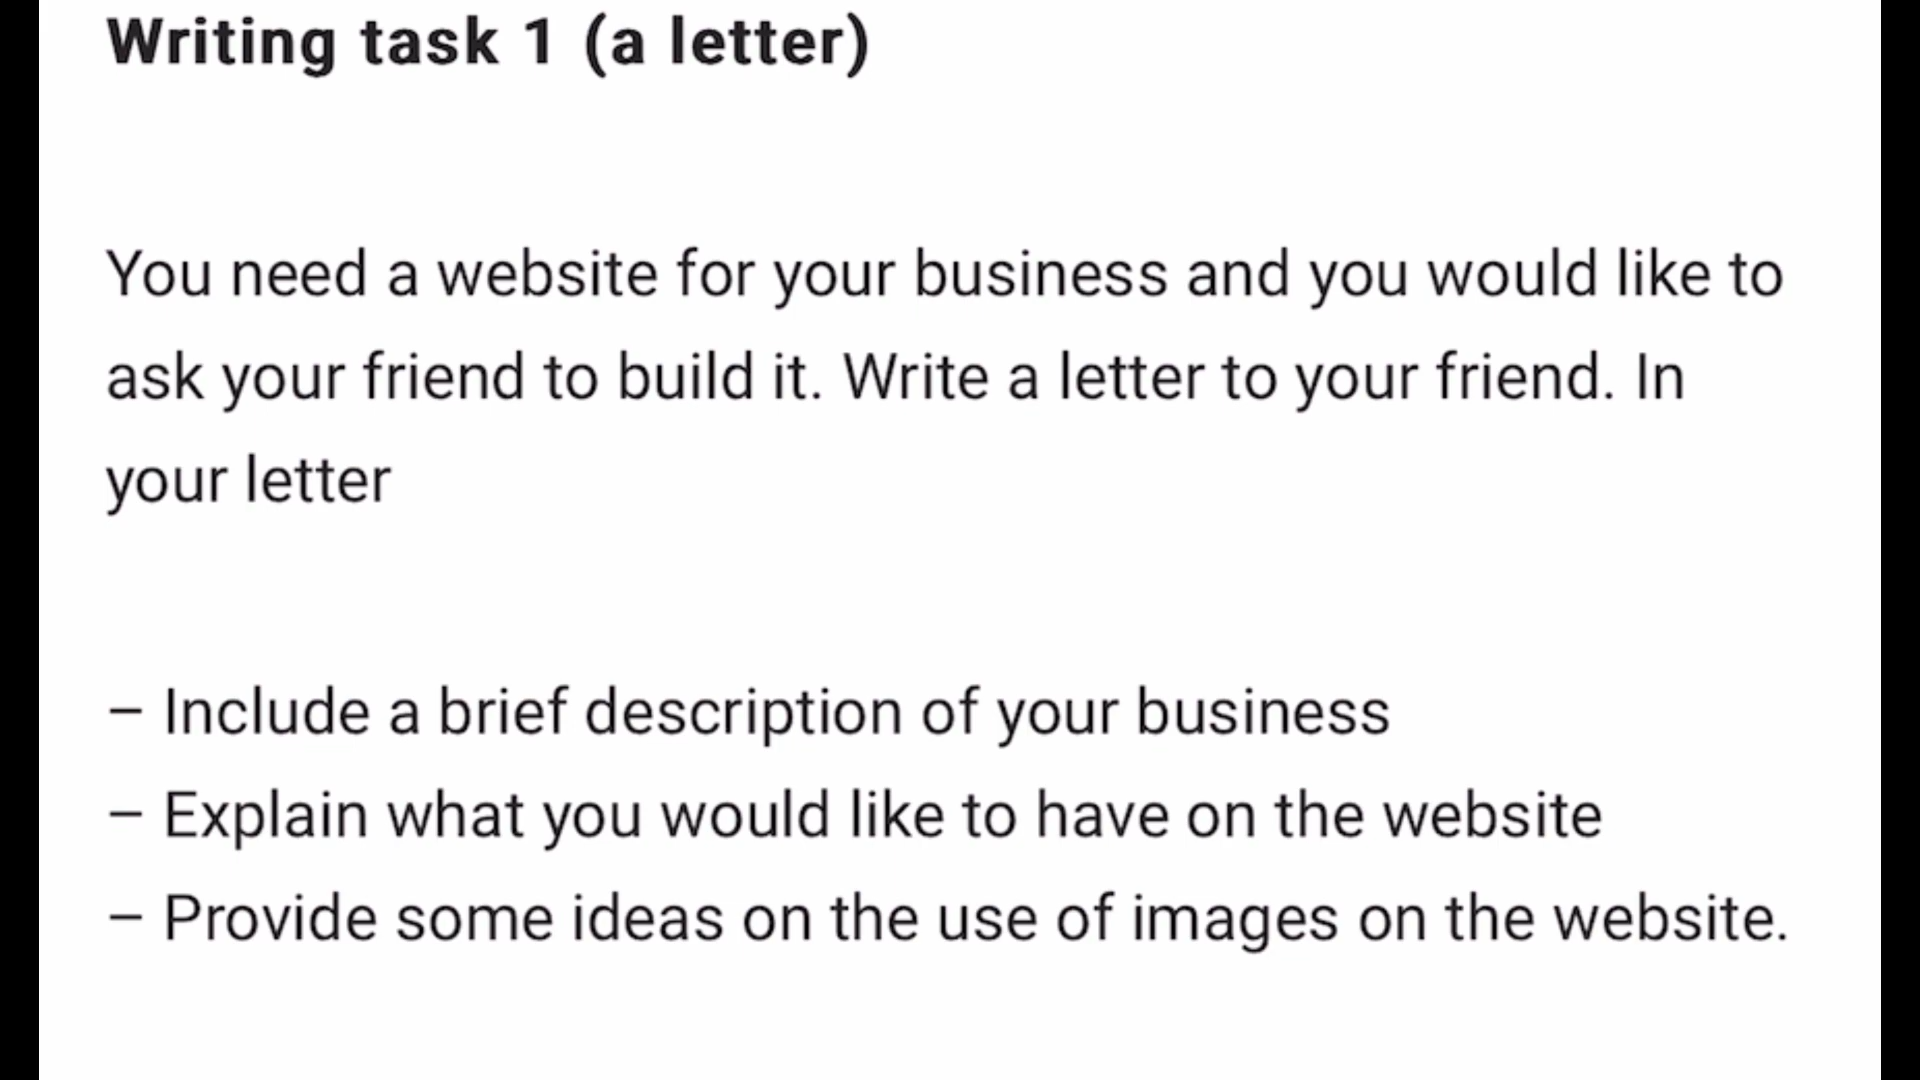 Writing task 1 (a letter)
You need a website for your business and you would like to
ask your friend to build it. Write a letter to your friend. In
your letter
– Include a brief description of your business
– Explain what you would like to have on the website
– Provide some ideas on the use of images on the website.